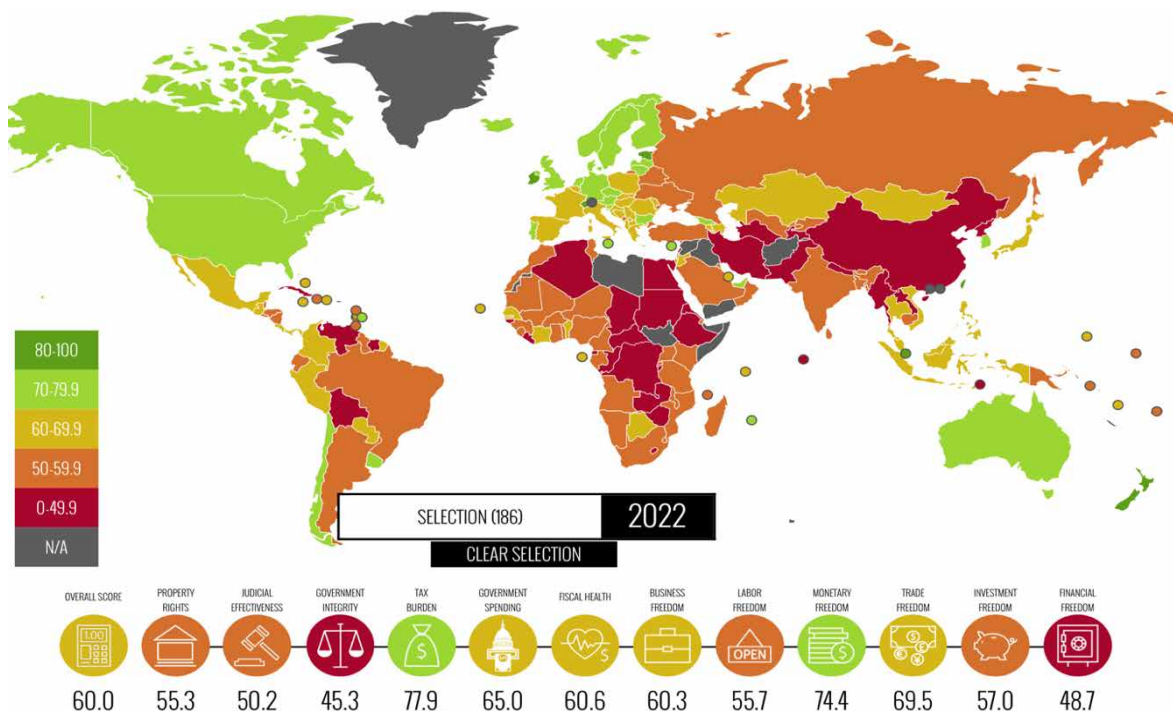 80-100
70-79.9
60-69.9
50-59.9
0-49.9
N/A
SELECTION (186)
2022
CLEAR SELECTION
OVERALL SCORE
PROPERTY
RIGHTS
JUDICIAL
EFFECTIVENESS
GOVERNMENT
INTEGRITY
TAX
BURDEN
GOVERNMENT
SPENDING
FISCAL HEALTH
BUSINESS
FREEDOM
LABOR
FREEDOM
MONETARY
FREEDOM
TRADE
FREEDOM
INVESTMENT
FREEDOM
FINANCIAL
FREEDOM
1.00
$
S
OPEN
$
$ € £ ¥
60.0 55.3 50.2 45.3 77.9 65.0 60.6 60.3 55.7 74.4 69.5 57.0 48.7